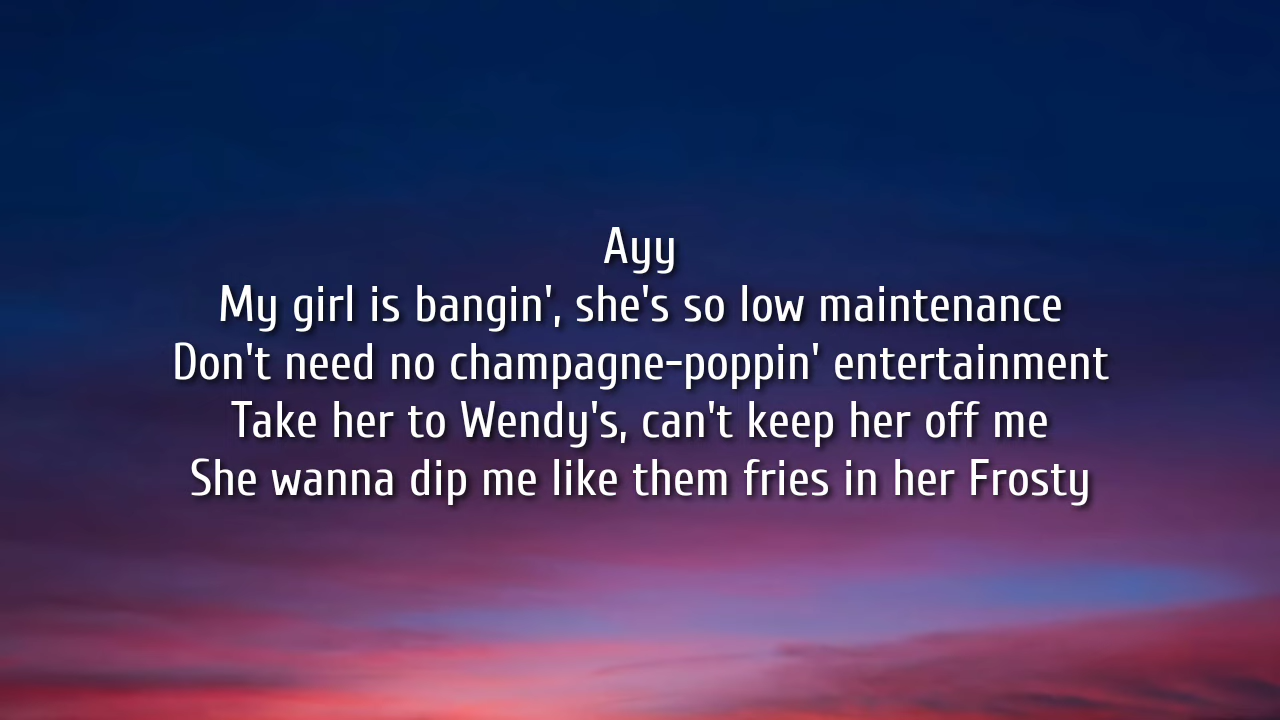 Ayy
My girl is bangin', she's so low maintenance
Don't need no champagne-poppin' entertainment
Take her to Wendy's, can't keep her off me
She wanna dip me like them fries in her Frosty